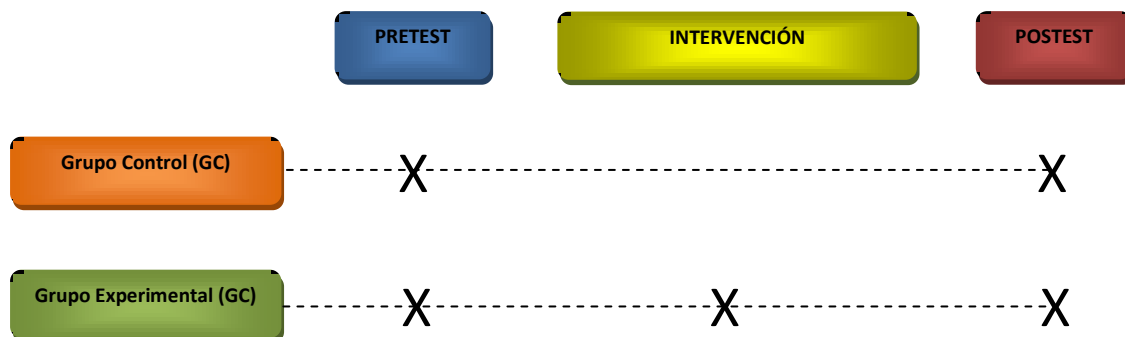 PRETEST
INTERVENCIÓN
POSTEST
Grupo Control (GC)
X
X
Grupo Experimental (GC)
X
X
X